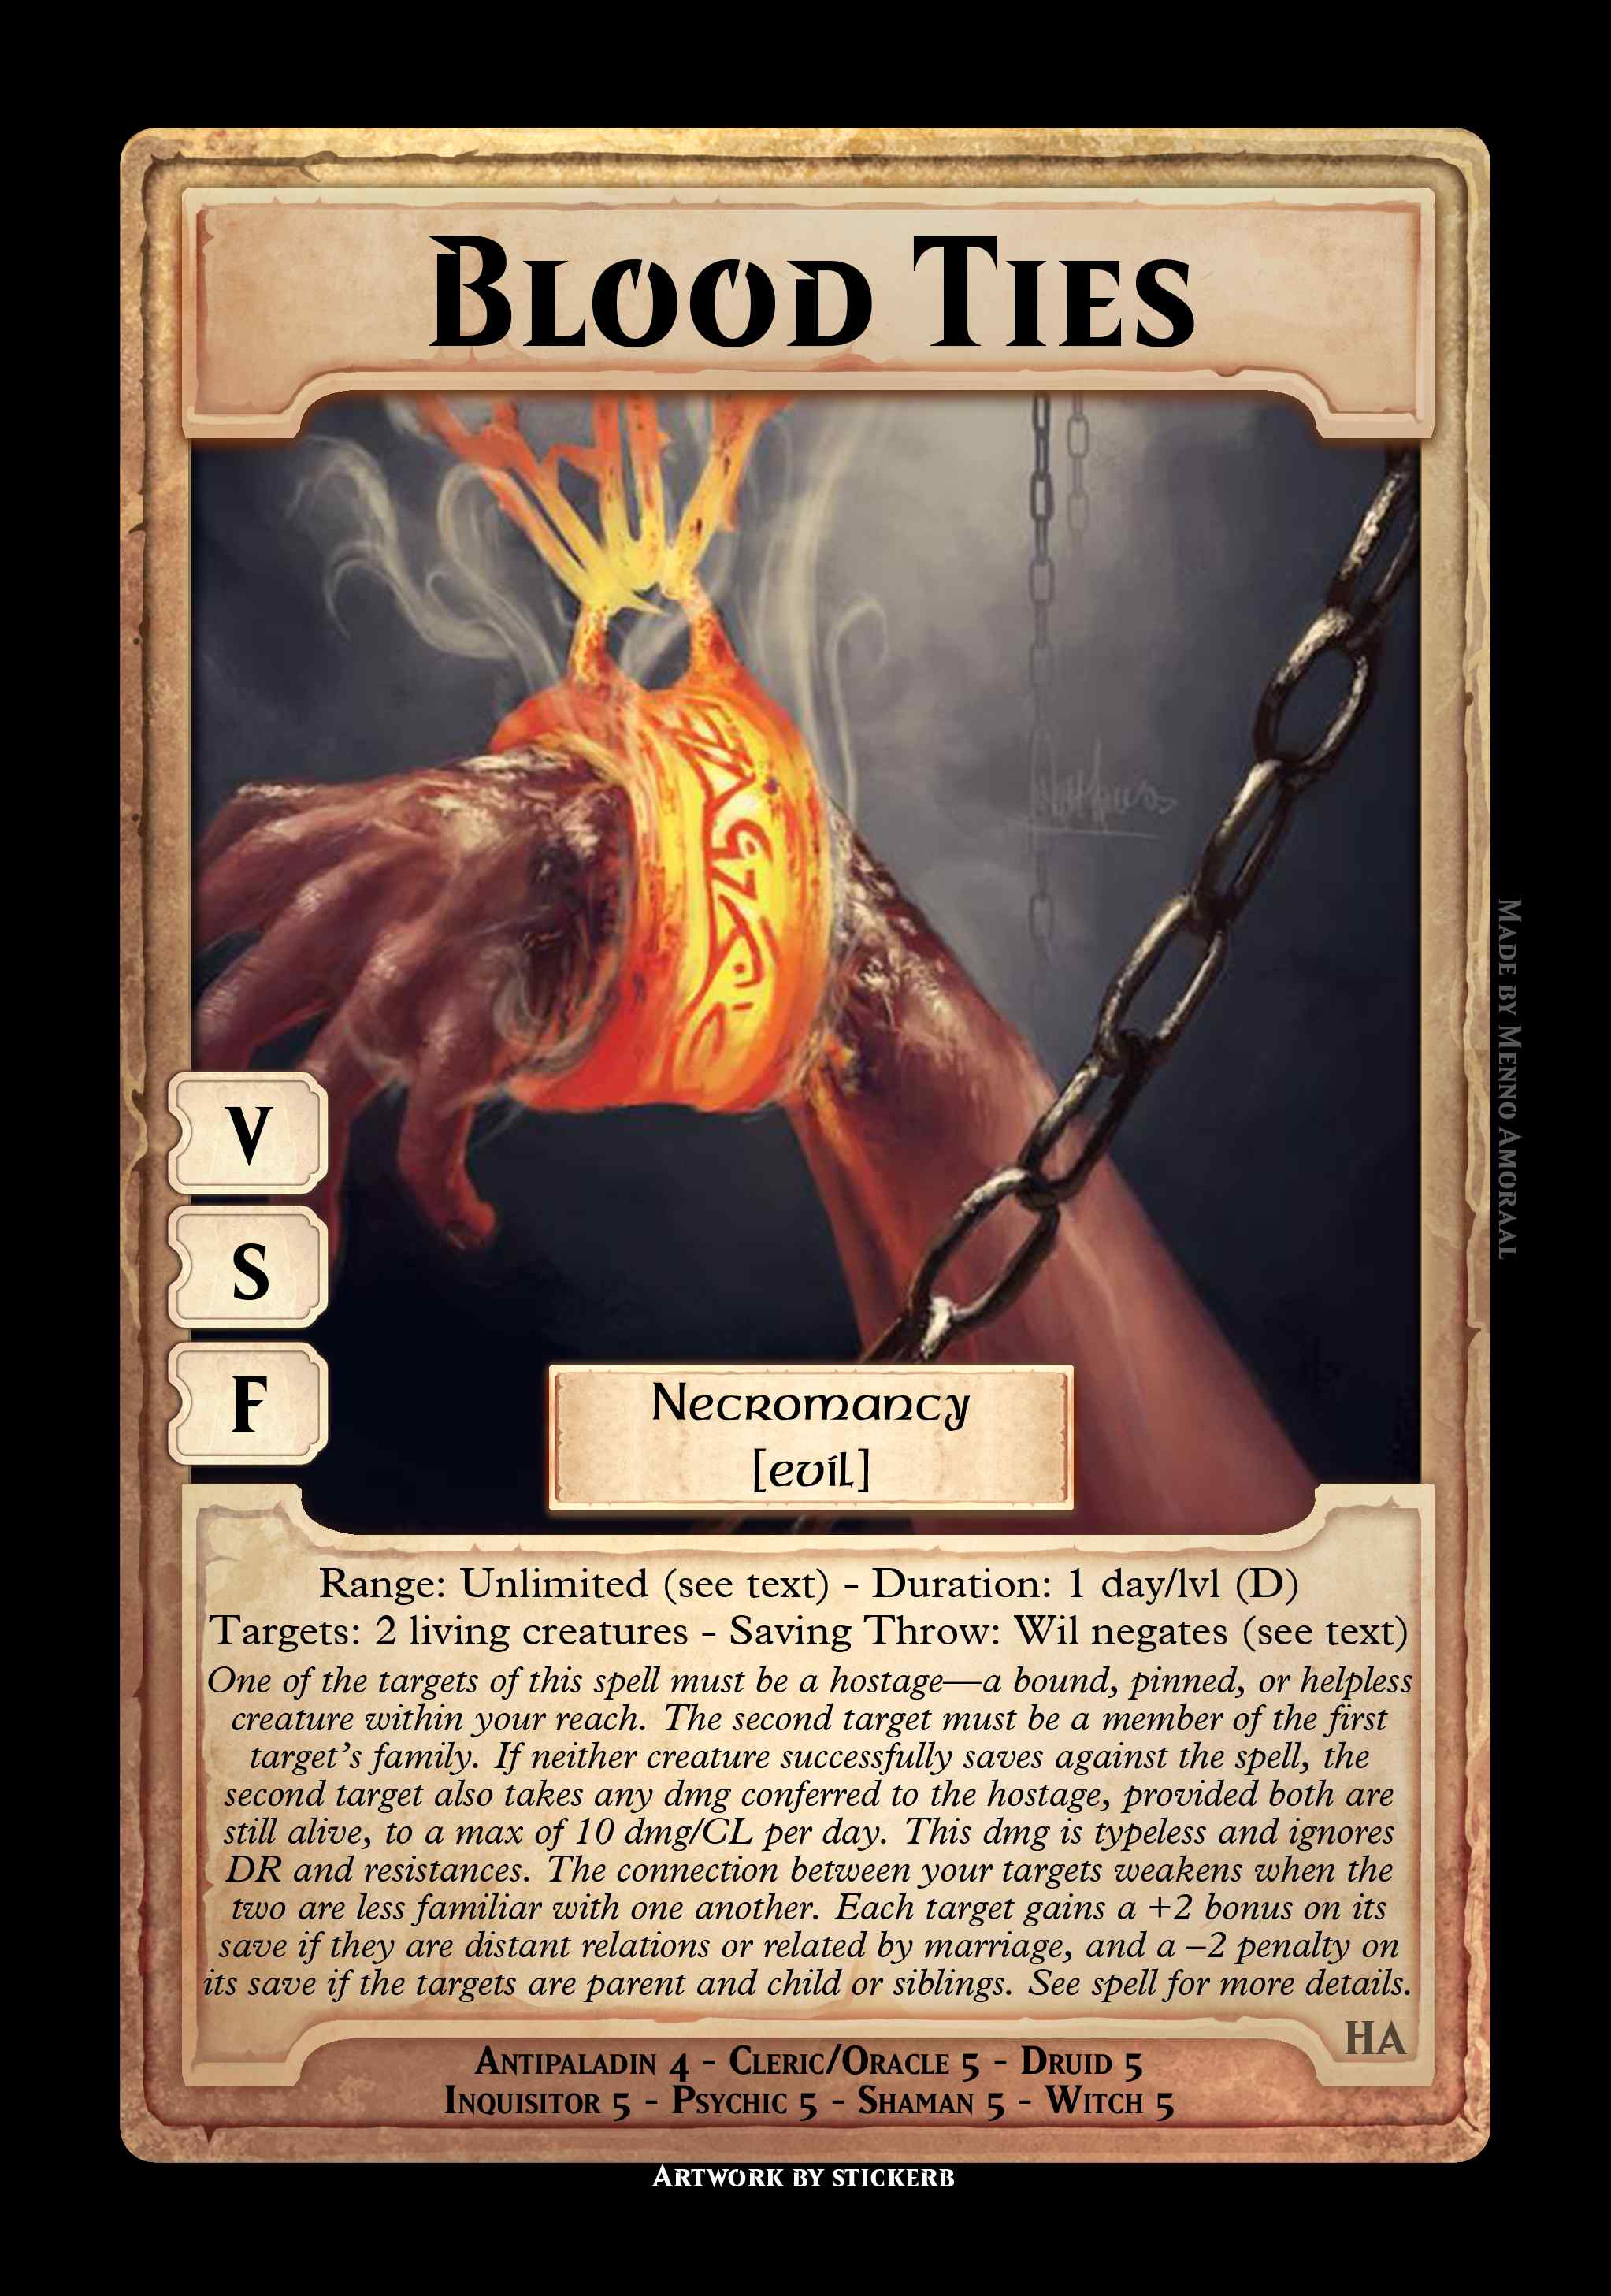 Blood Ties
V
S
F
Necromancy
[evil]
Range: Unlimited (see text) - Duration: 1 day/lvl (D)
Targets: 2 living creatures - Saving Throw: Wil negates (see text)
One of the targets of this spell must be a hostage—a bound, pinned, or helpless
creature within your reach. The second target must be a member of the first
target's family. If neither creature successfully saves against the spell, the
second target also takes any dmg conferred to the hostage, provided both are
still alive, to a max of 10 dmg/CL per day. This dmg is typeless and ignores
DR and resistances. The connection between your targets weakens when the
two are less familiar with one another. Each target gains a +2 bonus on its
save if they are distant relations or related by marriage, and a –2 penalty on
its save if the targets are parent and child or siblings. See spell for more details.
HA
Antipaladin 4 - Cleric/Oracle 5 - Druid 5
Inquisitor 5 - Psychic 5 - Shaman 5 - Witch 5
Artwork by stickerb
Made by Menno Amoraal